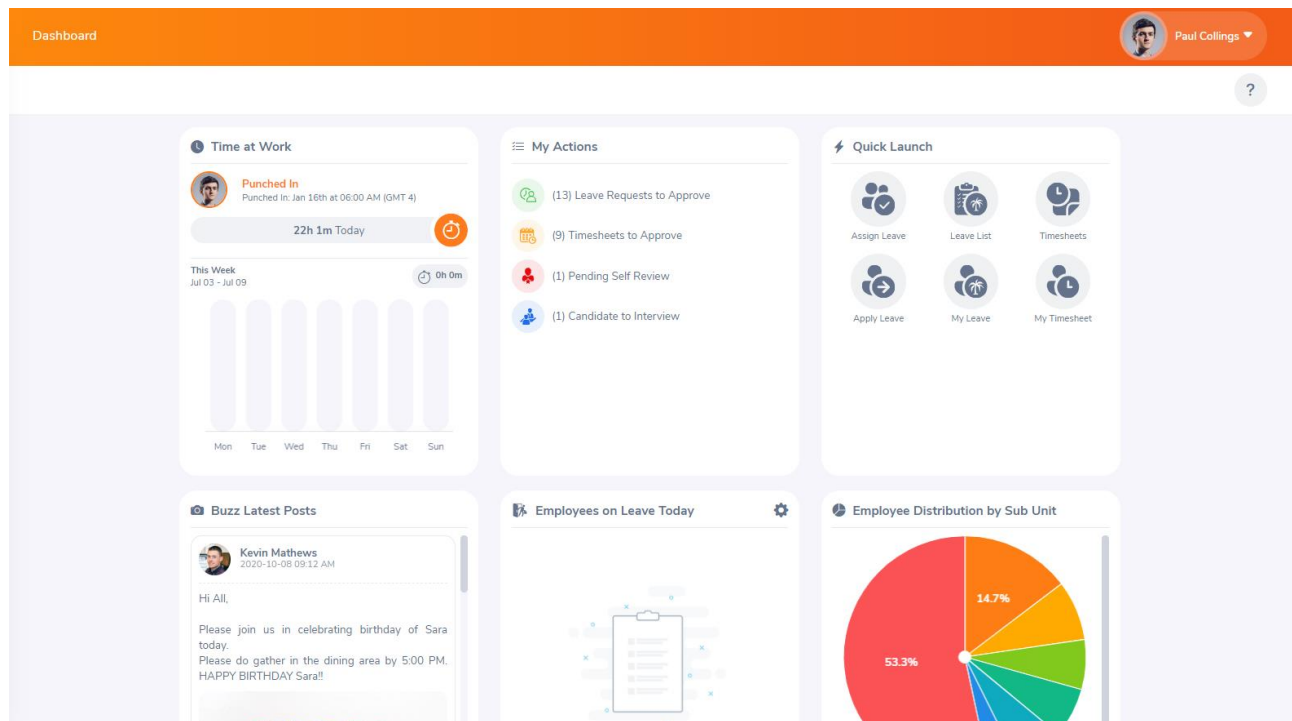 Dashboard
Paul Collings
?
Time at Work
Punched In
Punched In: Jan 16th at 06:00 AM (GMT 4)
22h 1m Today
This Week
Jul 03 - Jul 09
0h 0m
Mon Tue Wed Thu Fri Sat Sun
My Actions
(13) Leave Requests to Approve
(9) Timesheets to Approve
(1) Pending Self Review
(1) Candidate to Interview
Quick Launch
Assign Leave Leave List Timesheets
Apply Leave My Leave My Timesheet
Buzz Latest Posts
Kevin Mathews
2020-10-08 09:12 AM
Hi All,
Please join us in celebrating birthday of Sara
today.
Please do gather in the dining area by 5:00 PM.
HAPPY BIRTHDAY Sara!!
Employees on Leave Today
Employee Distribution by Sub Unit
14.7%
53.3%